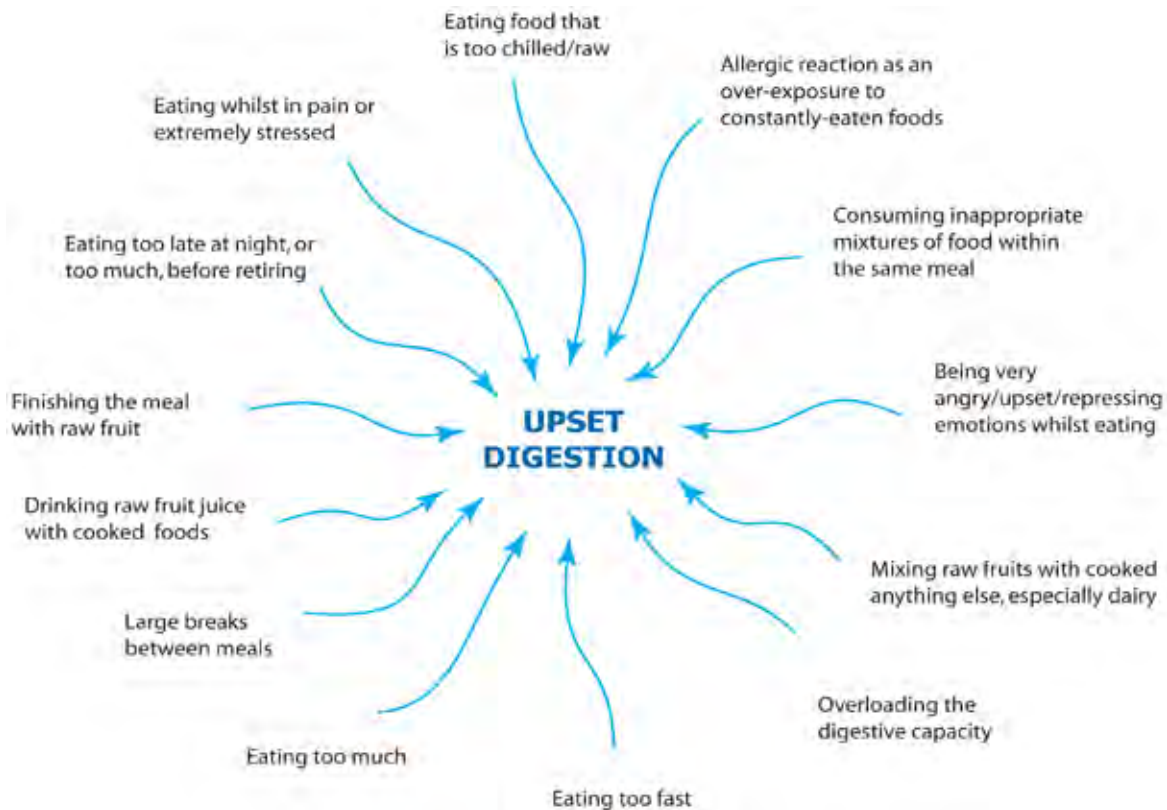 Eating food that
is too chilled/raw
Allergic reaction as an
over-exposure to
constantly-eaten foods
Eating whilst in pain or
extremely stressed
Consuming inappropriate
mixtures of food within
the same meal
Eating too late at night, or
too much, before retiring
Being very
angry/upset/repressing
emotions whilst eating
Finishing the meal
with raw fruit
UPSET
DIGESTION
Drinking raw fruit juice
with cooked foods
Mixing raw fruits with cooked
anything else, especially dairy
Large breaks
between meals
Overloading the
digestive capacity
Eating too much
Eating too fast